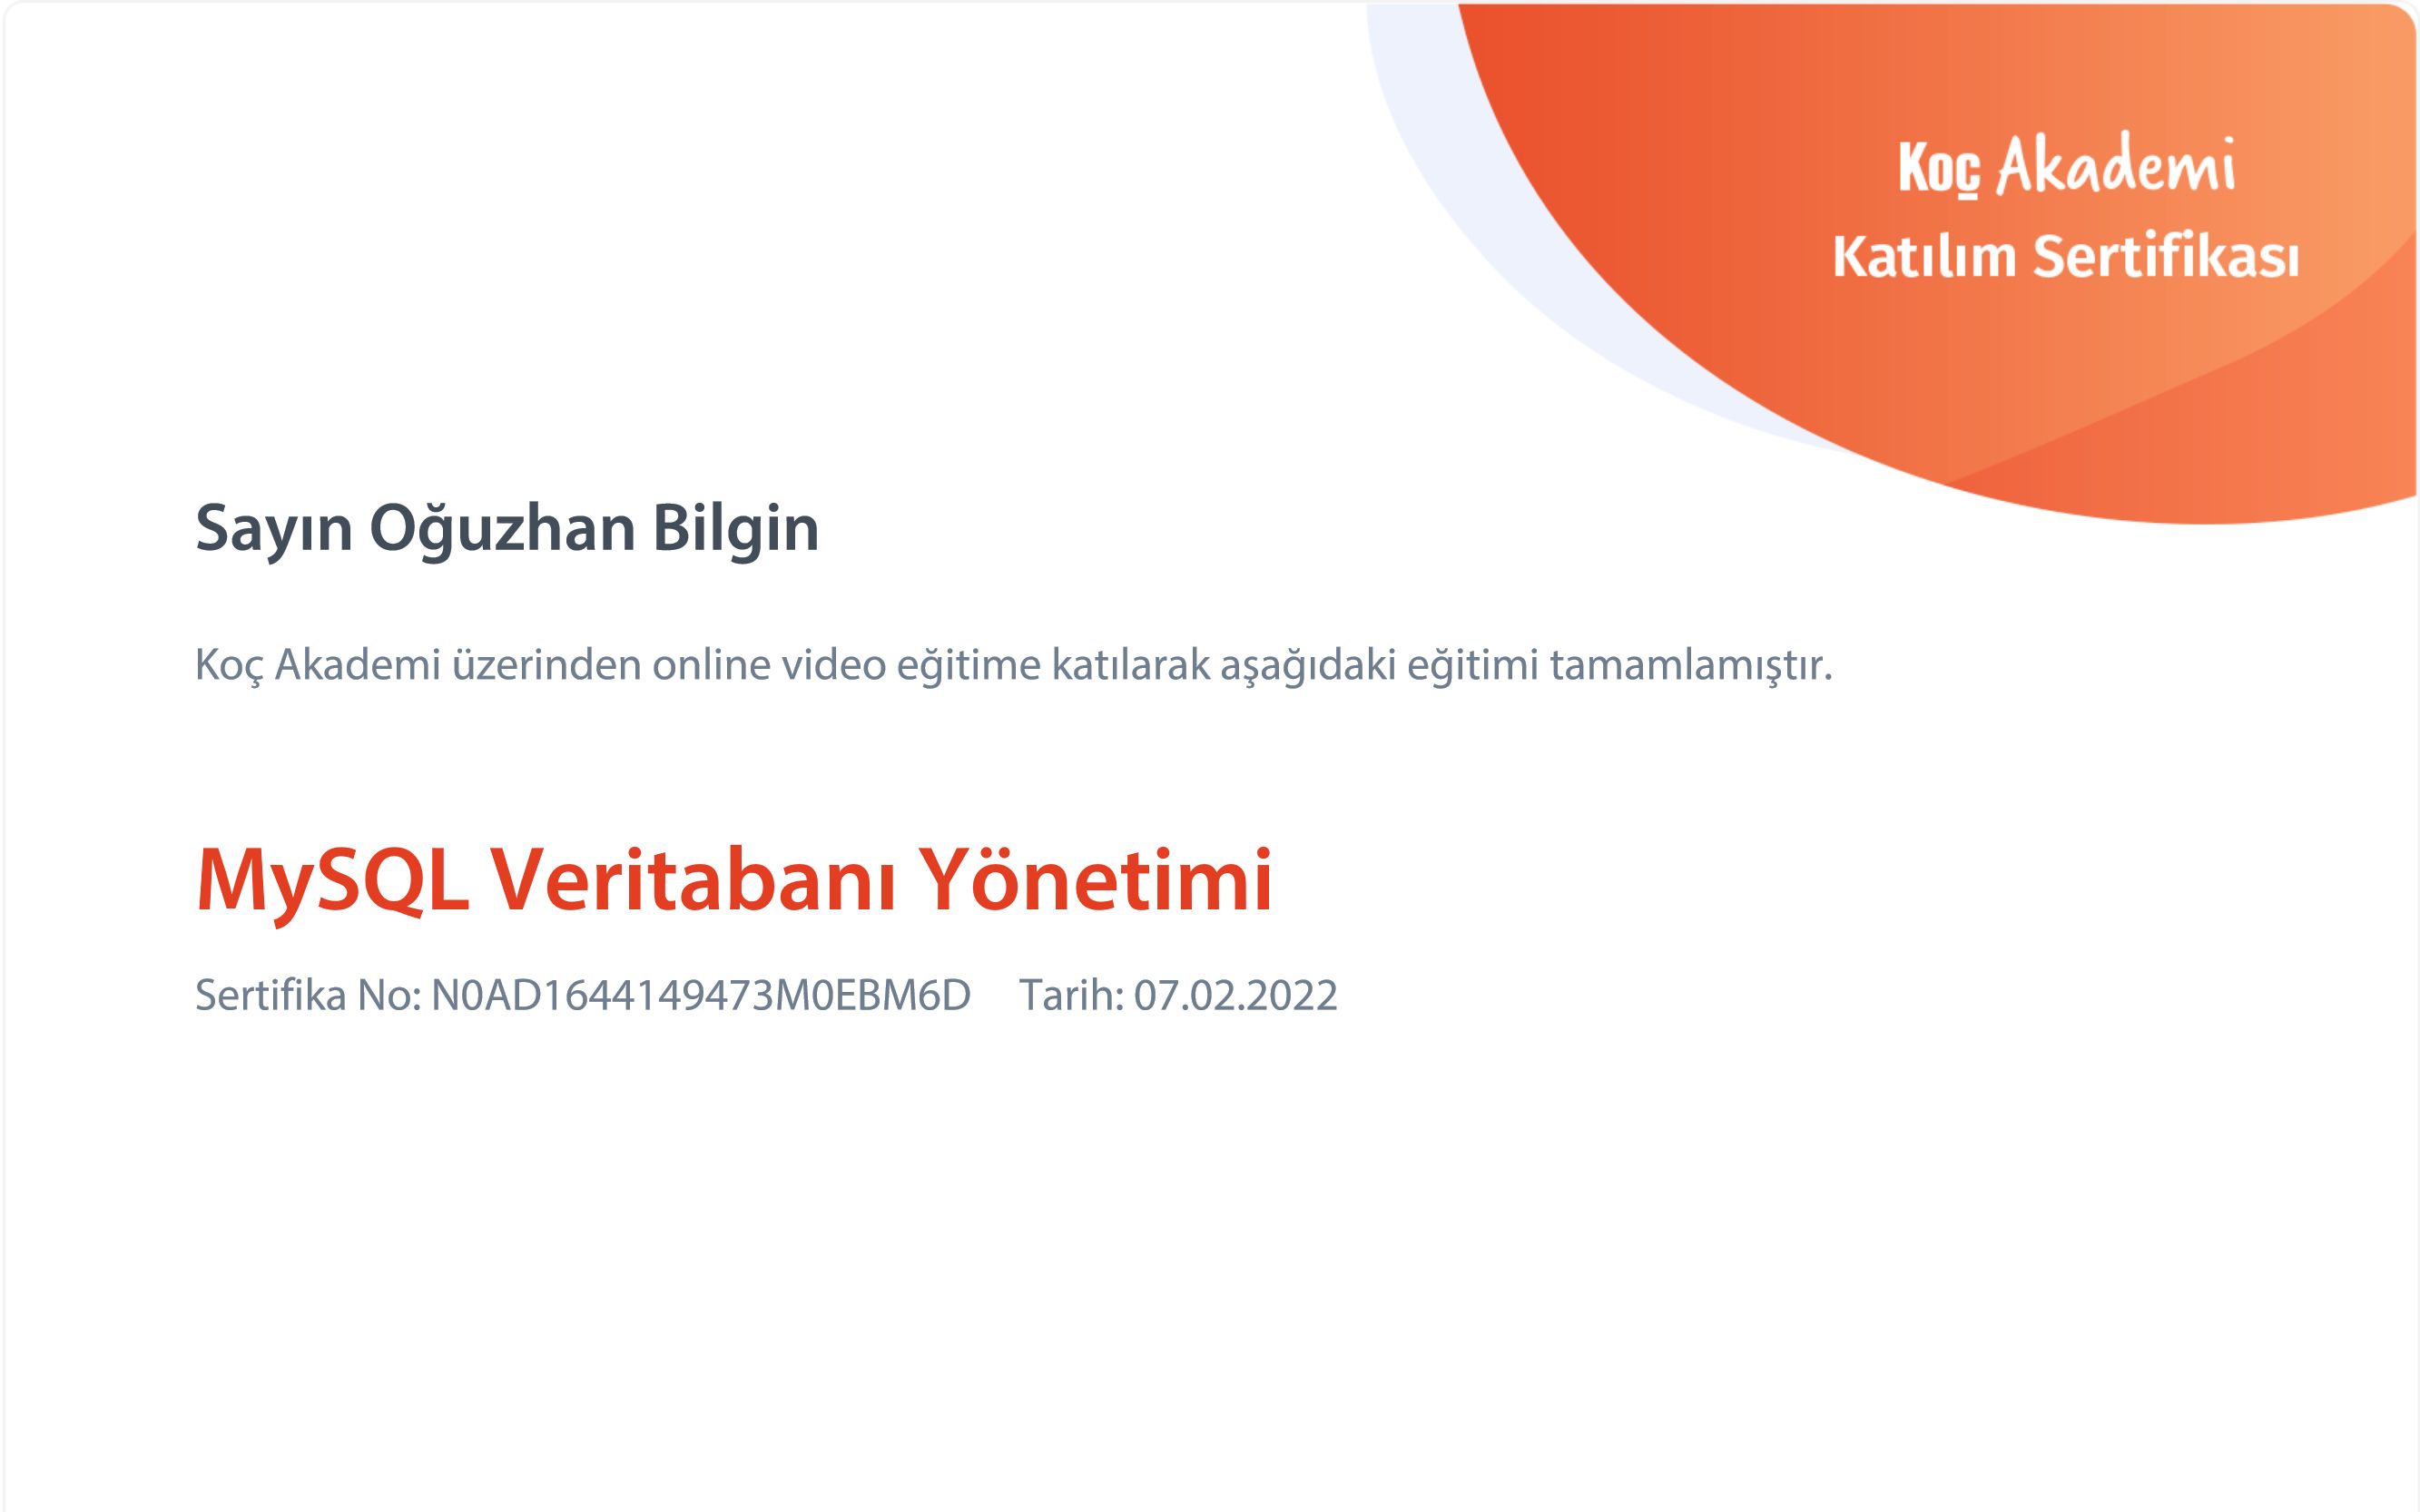 Koç Akademi
Katılım Sertifikası
Sayın Oğuzhan Bilgin
Koç Akademi üzerinden online video eğitime katılarak aşağıdaki eğitimi tamamlamıştır.
MySQL Veritabanı Yönetimi
Sertifika No: N0AD1644149473M0EBM6D Tarih: 07.02.2022